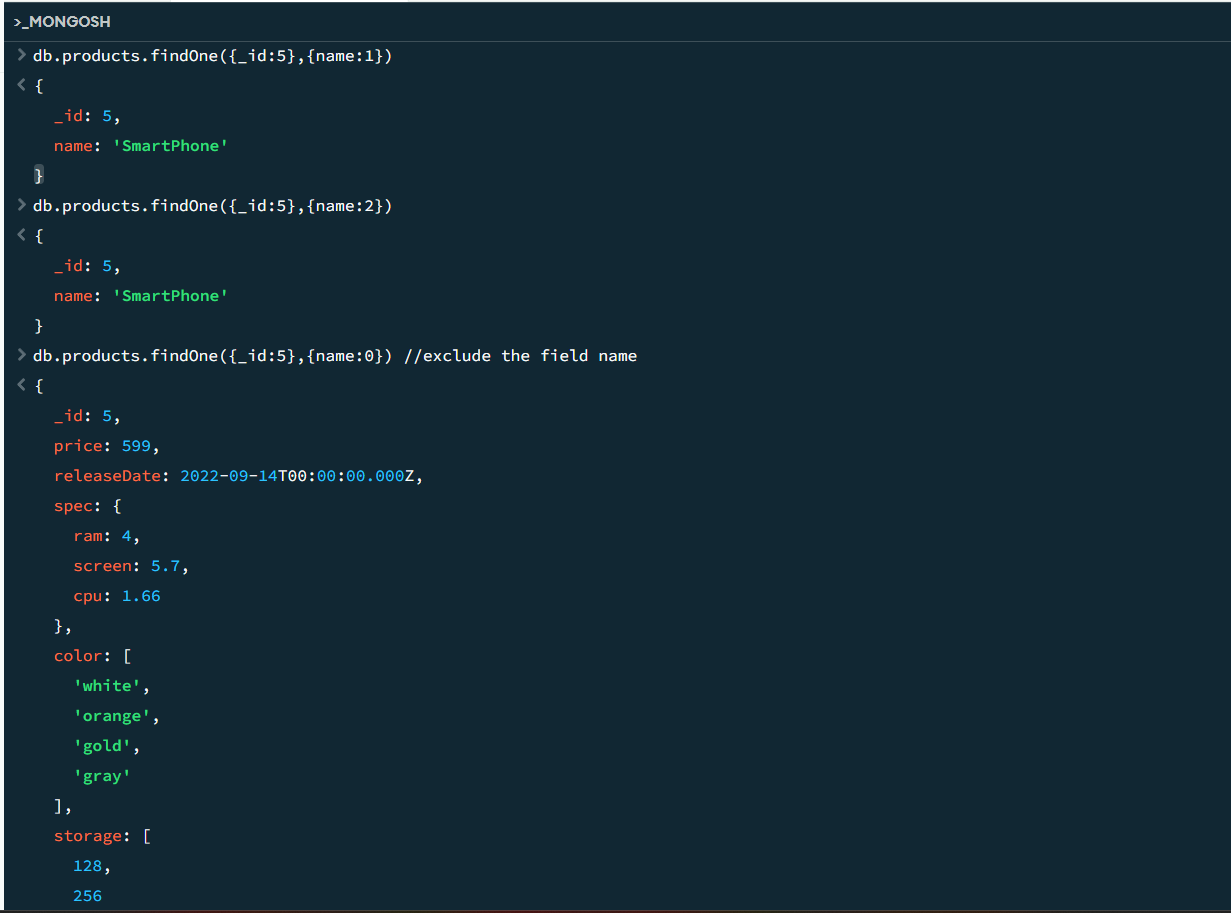 >_MONGOSH
> db.products.findOne({_id:5},{name:1})
< {
_id: 5,
name: 'SmartPhone'
}
> db.products.findOne({_id:5},{name:2})
< {
_id: 5,
name: 'SmartPhone'
}
> db.products.findOne({_id:5},{name:0}) //exclude the field name
< {
_id: 5,
price: 599,
releaseDate: 2022-09-14T00:00:00.000Z,
spec: {
ram: 4,
screen: 5.7,
cpu: 1.66
},
color: [
'white',
'orange',
'gold',
'gray'
],
storage: [
128,
256